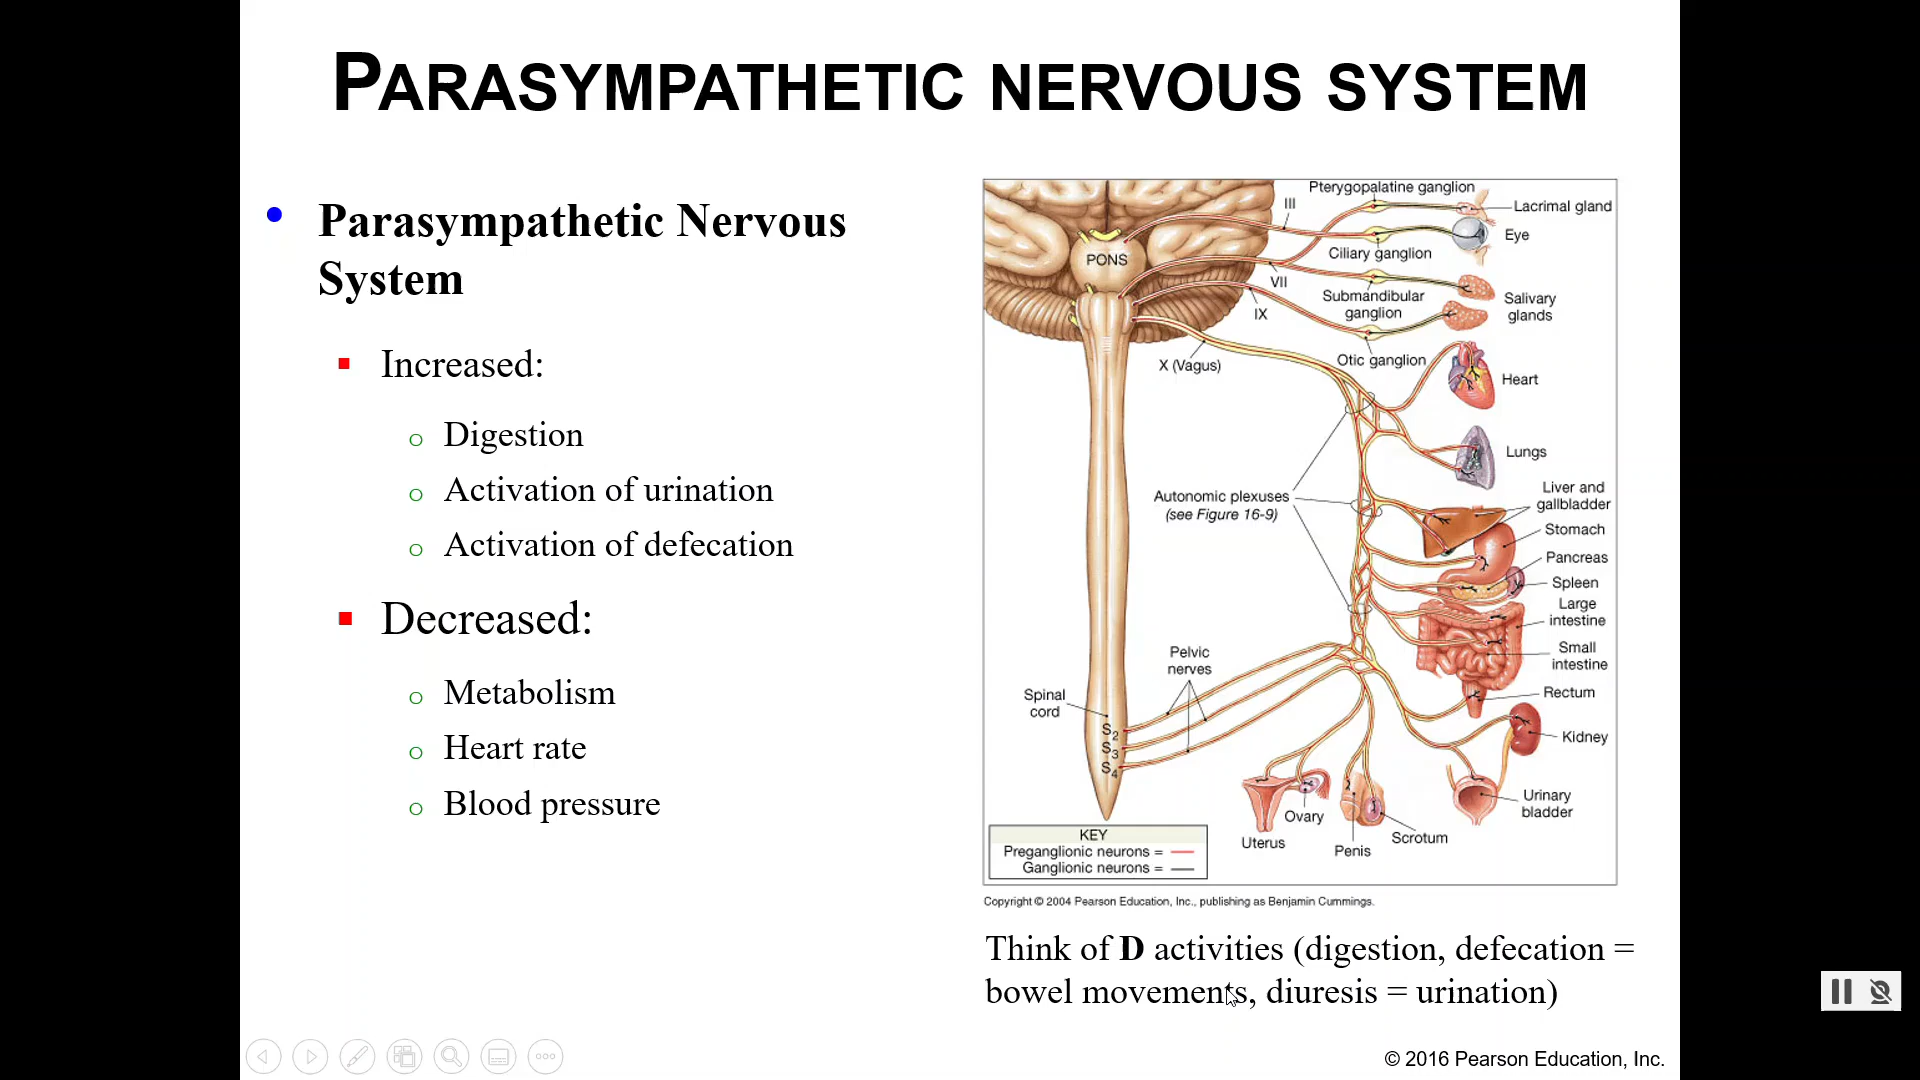 PARASYMPATHETIC NERVOUS SYSTEM
Parasympathetic Nervous
System
Increased:
Digestion
Activation of urination
Activation of defecation
Decreased:
Metabolism
Heart rate
Blood pressure
Pterygopalatine ganglion
III
Lacrimal gland
Eye
Ciliary ganglion
PONS
VII
Submandibular
ganglion
Salivary
glands
IX
Otic ganglion
X (Vagus)
Heart
Lungs
Autonomic plexuses
(see Figure 16-9)
Liver and
gallbladder
Stomach
Pancreas
Spleen
Large
intestine
Small
intestine
Rectum
Pelvic
nerves
Spinal
cord
S2
S3
S4
Kidney
Urinary
bladder
Ovary
Uterus
Penis
Scrotum
KEY
Preganglionic neurons =
Ganglionic neurons =
Copyright © 2004 Pearson Education, Inc., publishing as Benjamin Cummings.
Think of D activities (digestion, defecation =
bowel movements, diuresis = urination)
© 2016 Pearson Education, Inc.